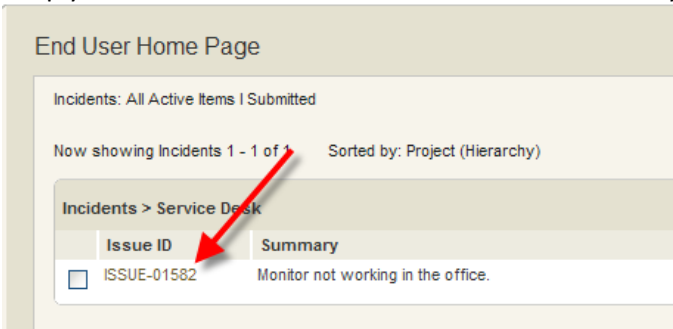 End User Home Page
Incidents: All Active Items I Submitted
Now showing Incidents 1 - 1 of 1 Sorted by: Project (Hierarchy)
Incidents > Service Desk
Issue ID Summary
ISSUE-01582 Monitor not working in the office.